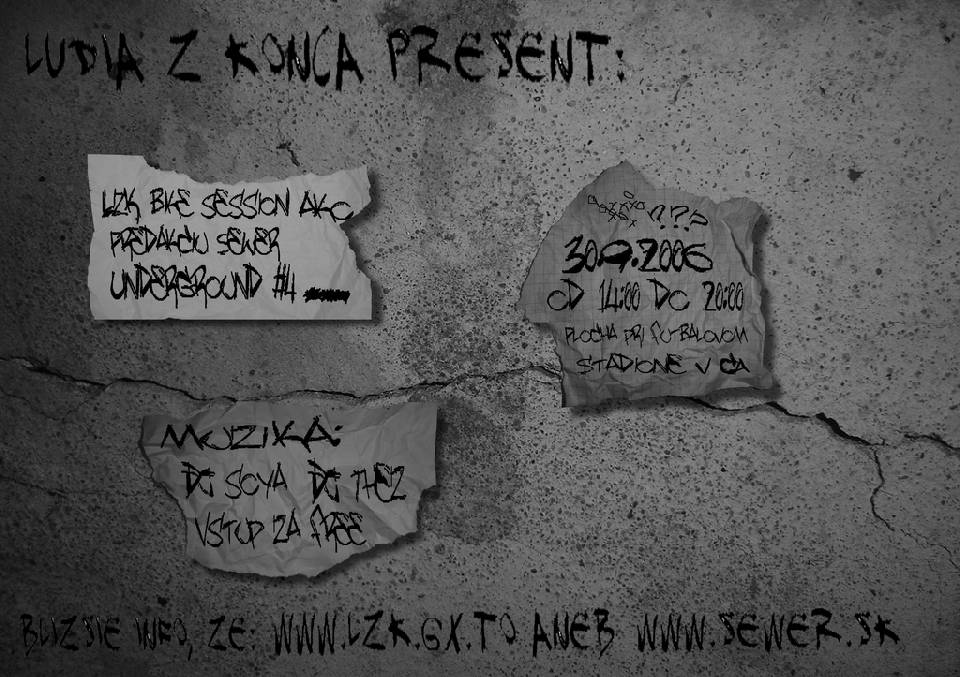 LUDIA Z KONCA PRESENT:
LZK BIKE SESSION AKO
PREDAKCIU SEWER
UNDERGROUND #4
???
30.9.2006
OD 14:00 DO 20:00
PLOCHA PRI FUTBALOVOM
STADIONE V CA
MUZIKA:
DJ SOYA DJ THEZ
VSTUP ZA FREE
BLIZSIE INFO, ZE: WWW.LZK.GX.TO ANEB WWW.SEWER.SK